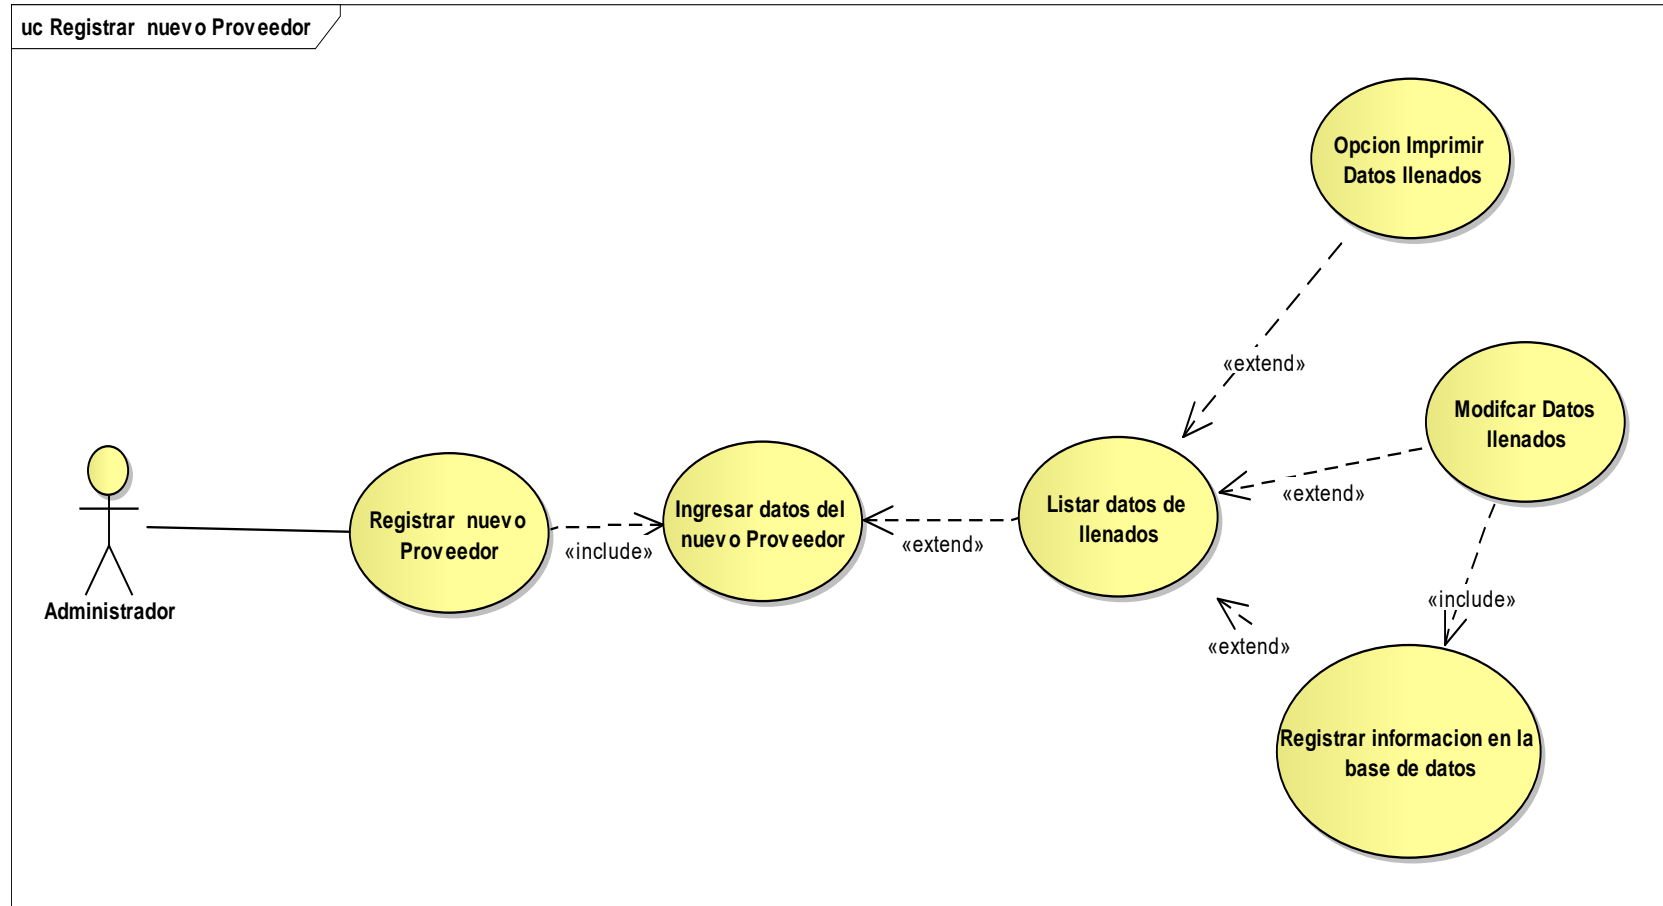 uc Registrar nuevo Proveedor
Opcion Imprimir
Datos llenados
«extend»
Modifcar Datos
llenados
«extend»
Listar datos de
llenados
Ingresar datos del
nuevo Proveedor
«extend»
Registrar nuevo
Proveedor
«include»
Administrador
«include»
«extend»
Registrar informacion en la
base de datos